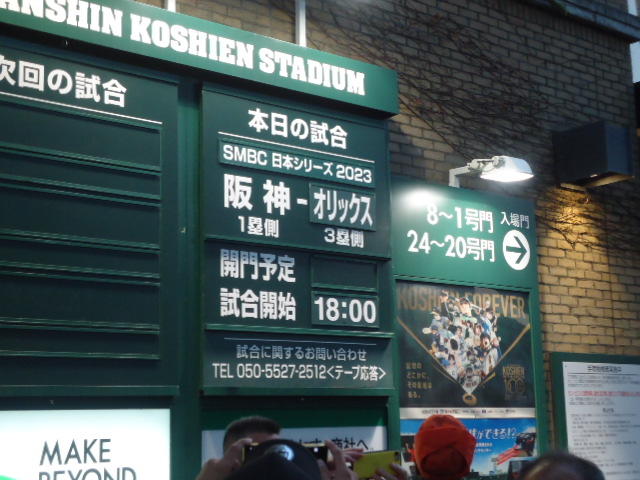 ANSHIN KOSHIEN STADIUM
次回の試合
本日の試合
SMBC 日本シリーズ 2023
阪神-オリックス
1塁側 3塁側
開門予定
試合開始 18:00
試合に関するお問い合わせ
TEL 050-5527-2512<テープ応答>
8〜1号門 入場門
24〜20号門
KOSHIEN FOREVER
MAKE
BEYOND